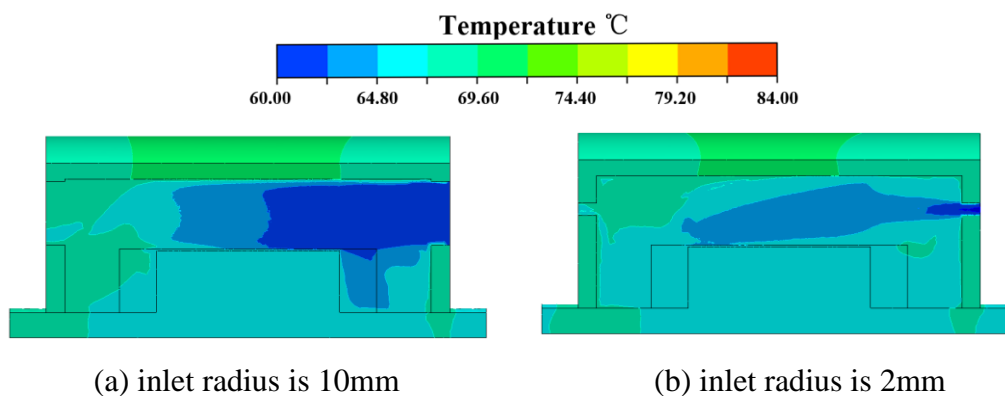 Temperature ℃
60.00 64.80 69.60 74.40 79.20 84.00
(a) inlet radius is 10mm (b) inlet radius is 2mm